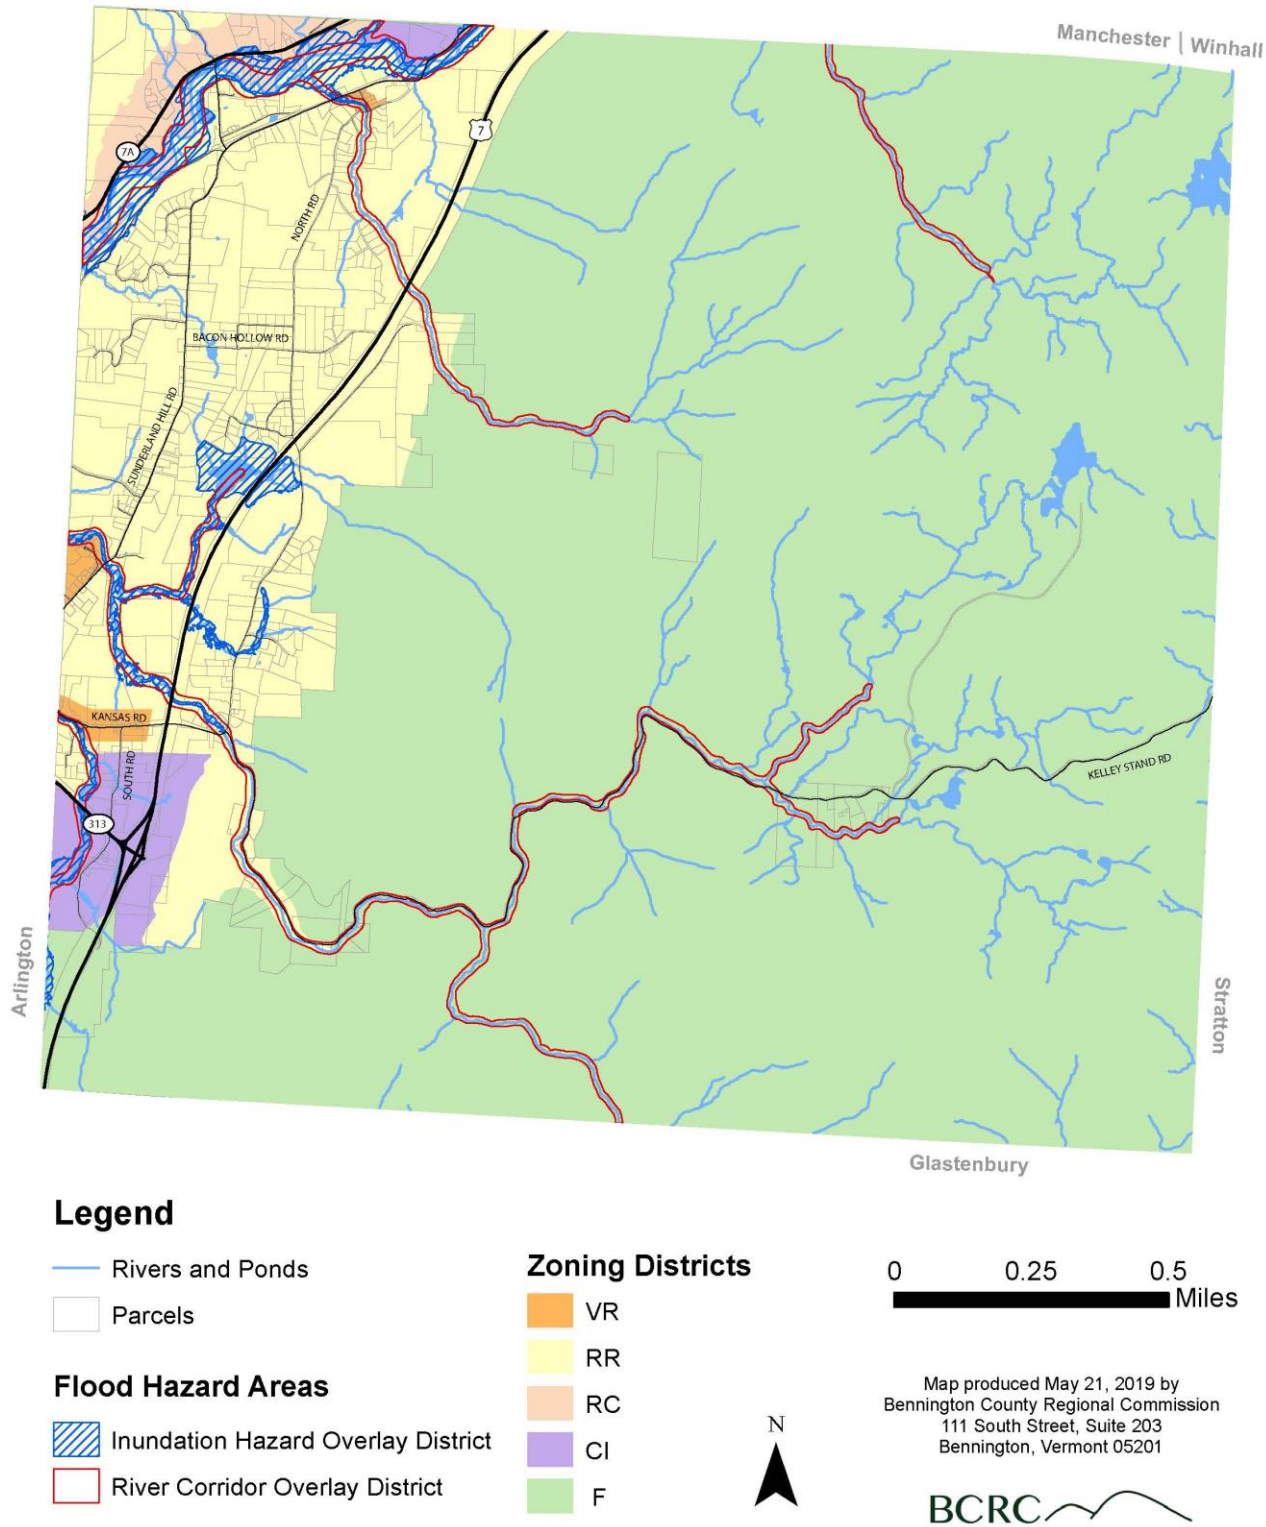 Manchester | Winhall
7
7A
NORTH RD
BACON HOLLOW RD
SUNDERLAND HILL RD
KANSAS RD
SOUTH RD
313
KELLEY STAND RD
Arlington
Stratton
Glastenbury
Legend
Rivers and Ponds
Parcels
Flood Hazard Areas
Inundation Hazard Overlay District
River Corridor Overlay District
Zoning Districts
VR
RR
RC
CI
F
0 0.25 0.5
Miles
N
Map produced May 21, 2019 by
Bennington County Regional Commission
111 South Street, Suite 203
Bennington, Vermont 05201
BCRC